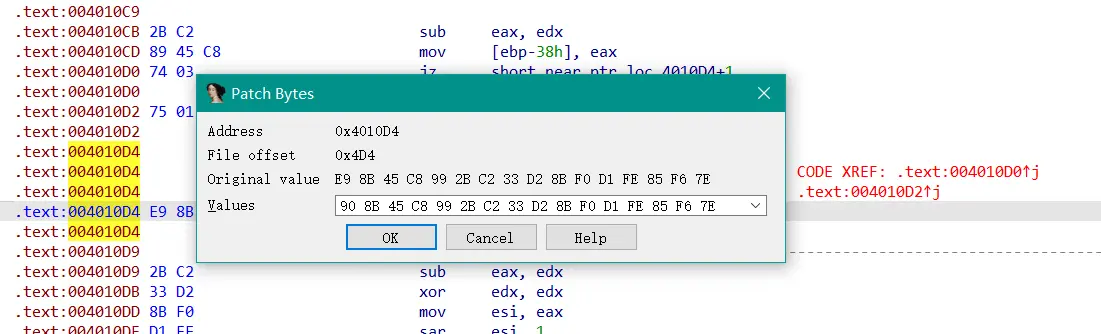 .text:004010C9
.text:004010CB 2B C2 sub eax, edx
.text:004010CD 89 45 C8 mov [ebp-38h], eax
.text:004010D0 74 03 jz short near ptr loc_4010D4+1
.text:004010D0
.text:004010D2 75 01
.text:004010D2
.text:004010D4
.text:004010D4 CODE XREF: .text:004010D0↑j
.text:004010D4 .text:004010D2↑j
.text:004010D4 E9 8B
.text:004010D4
.text:004010D9
.text:004010D9 2B C2 sub eax, edx
.text:004010DB 33 D2 xor edx, edx
.text:004010DD 8B F0 mov esi, eax
.text:004010DF D1 FE sar esi, 1
Patch Bytes
Address 0x4010D4
File offset 0x4D4
Original value E9 8B 45 C8 99 2B C2 33 D2 8B F0 D1 FE 85 F6 7E
Values 90 8B 45 C8 99 2B C2 33 D2 8B F0 D1 FE 85 F6 7E
OK Cancel Help